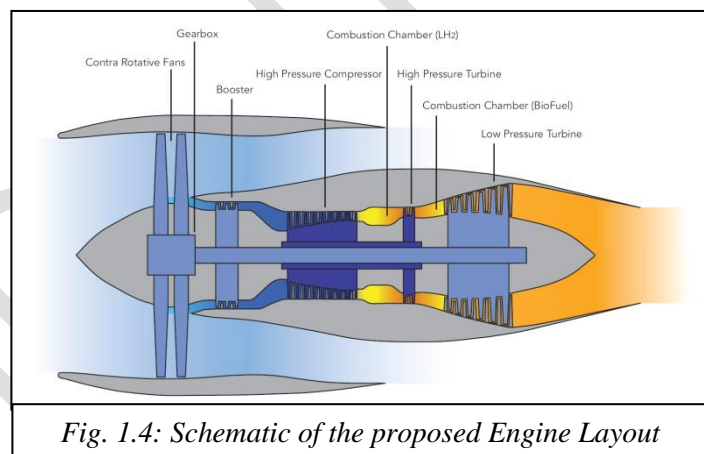 Gearbox
Combustion Chamber (LH2)
Contra Rotative Fans
High Pressure Compressor
High Pressure Turbine
Booster
Combustion Chamber (BioFuel)
Low Pressure Turbine
Fig. 1.4: Schematic of the proposed Engine Layout